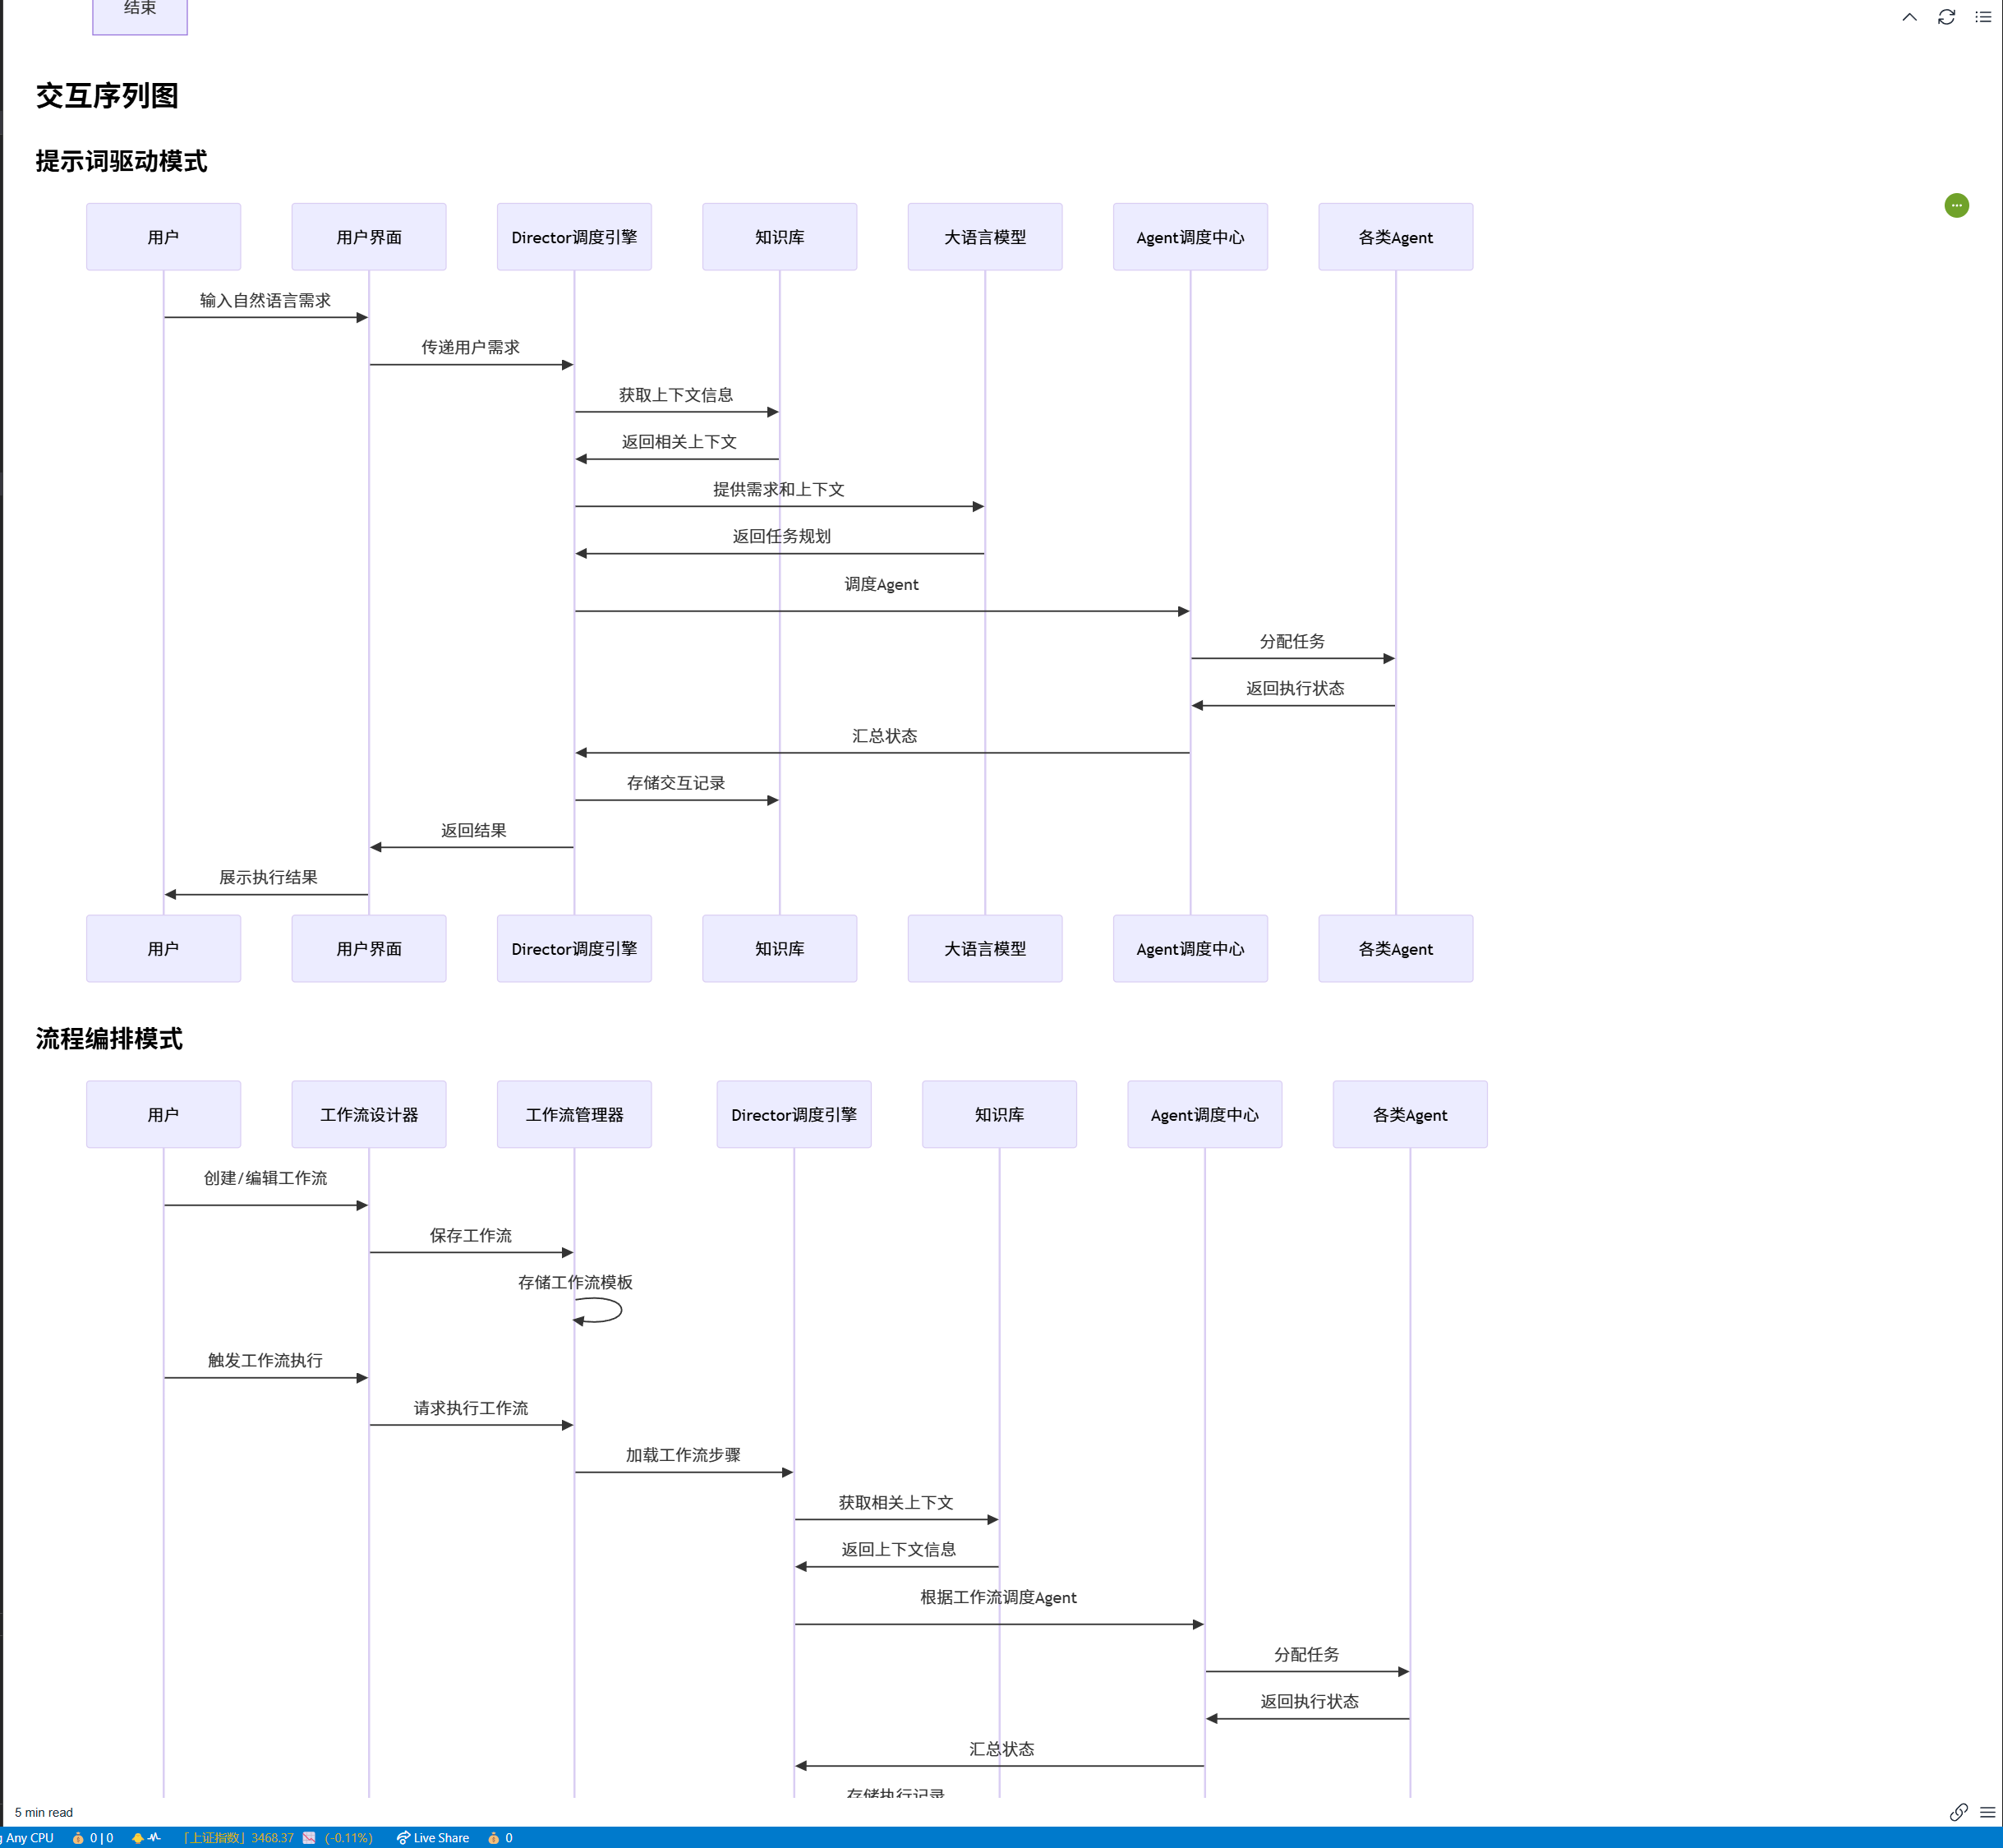 结束
交互序列图
提示词驱动模式
用户
用户界面
Director调度引擎
知识库
大语言模型
Agent调度中心
各类Agent
输入自然语言需求
传递用户需求
获取上下文信息
返回相关上下文
提供需求和上下文
返回任务规划
调度Agent
分配任务
返回执行状态
汇总状态
存储交互记录
返回结果
展示执行结果
用户
用户界面
Director调度引擎
知识库
大语言模型
Agent调度中心
各类Agent
流程编排模式
用户
工作流设计器
工作流管理器
Director调度引擎
知识库
Agent调度中心
各类Agent
创建/编辑工作流
保存工作流
存储工作流模板
触发工作流执行
请求执行工作流
加载工作流步骤
获取相关上下文
返回上下文信息
根据工作流调度Agent
分配任务
返回执行状态
汇总状态
存储执行记录
5 min read
g Any CPU
0 | 0
「上证指数」3468.37
(-0.11%)
Live Share
0